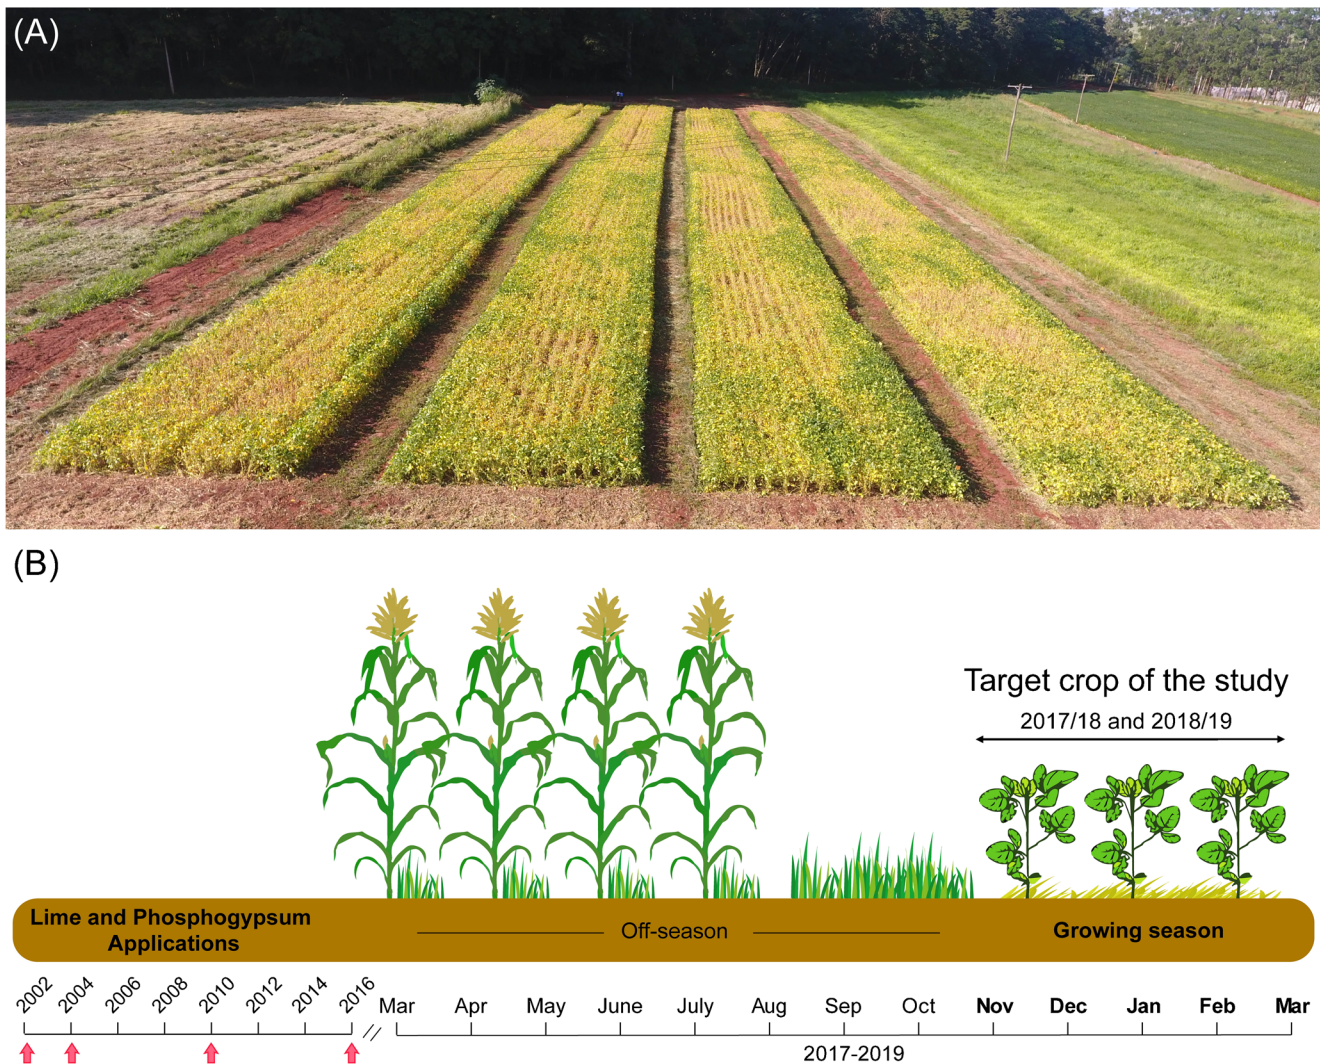 (A)
(B)
Target crop of the study
2017/18 and 2018/19
Lime and Phosphogypsum
Applications
Off-season
Growing season
2002 2004 2006 2008 2010 2012 2014 2016
Mar Apr May June July Aug Sep Oct Nov Dec Jan Feb Mar
2017-2019